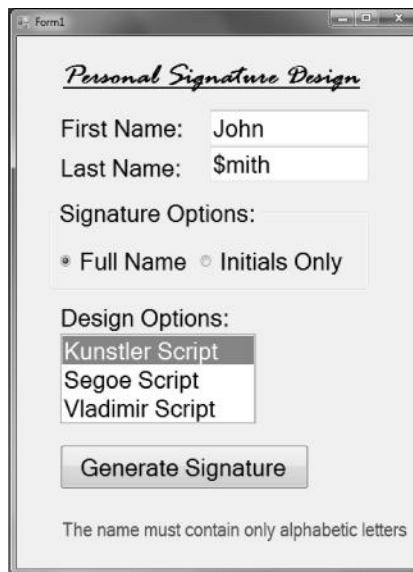 Form1
Personal Signature Design
First Name: John
Last Name: $mith
Signature Options:
Full Name Initials Only
Design Options:
Kunstler Script
Segoe Script
Vladimir Script
Generate Signature
The name must contain only alphabetic letters